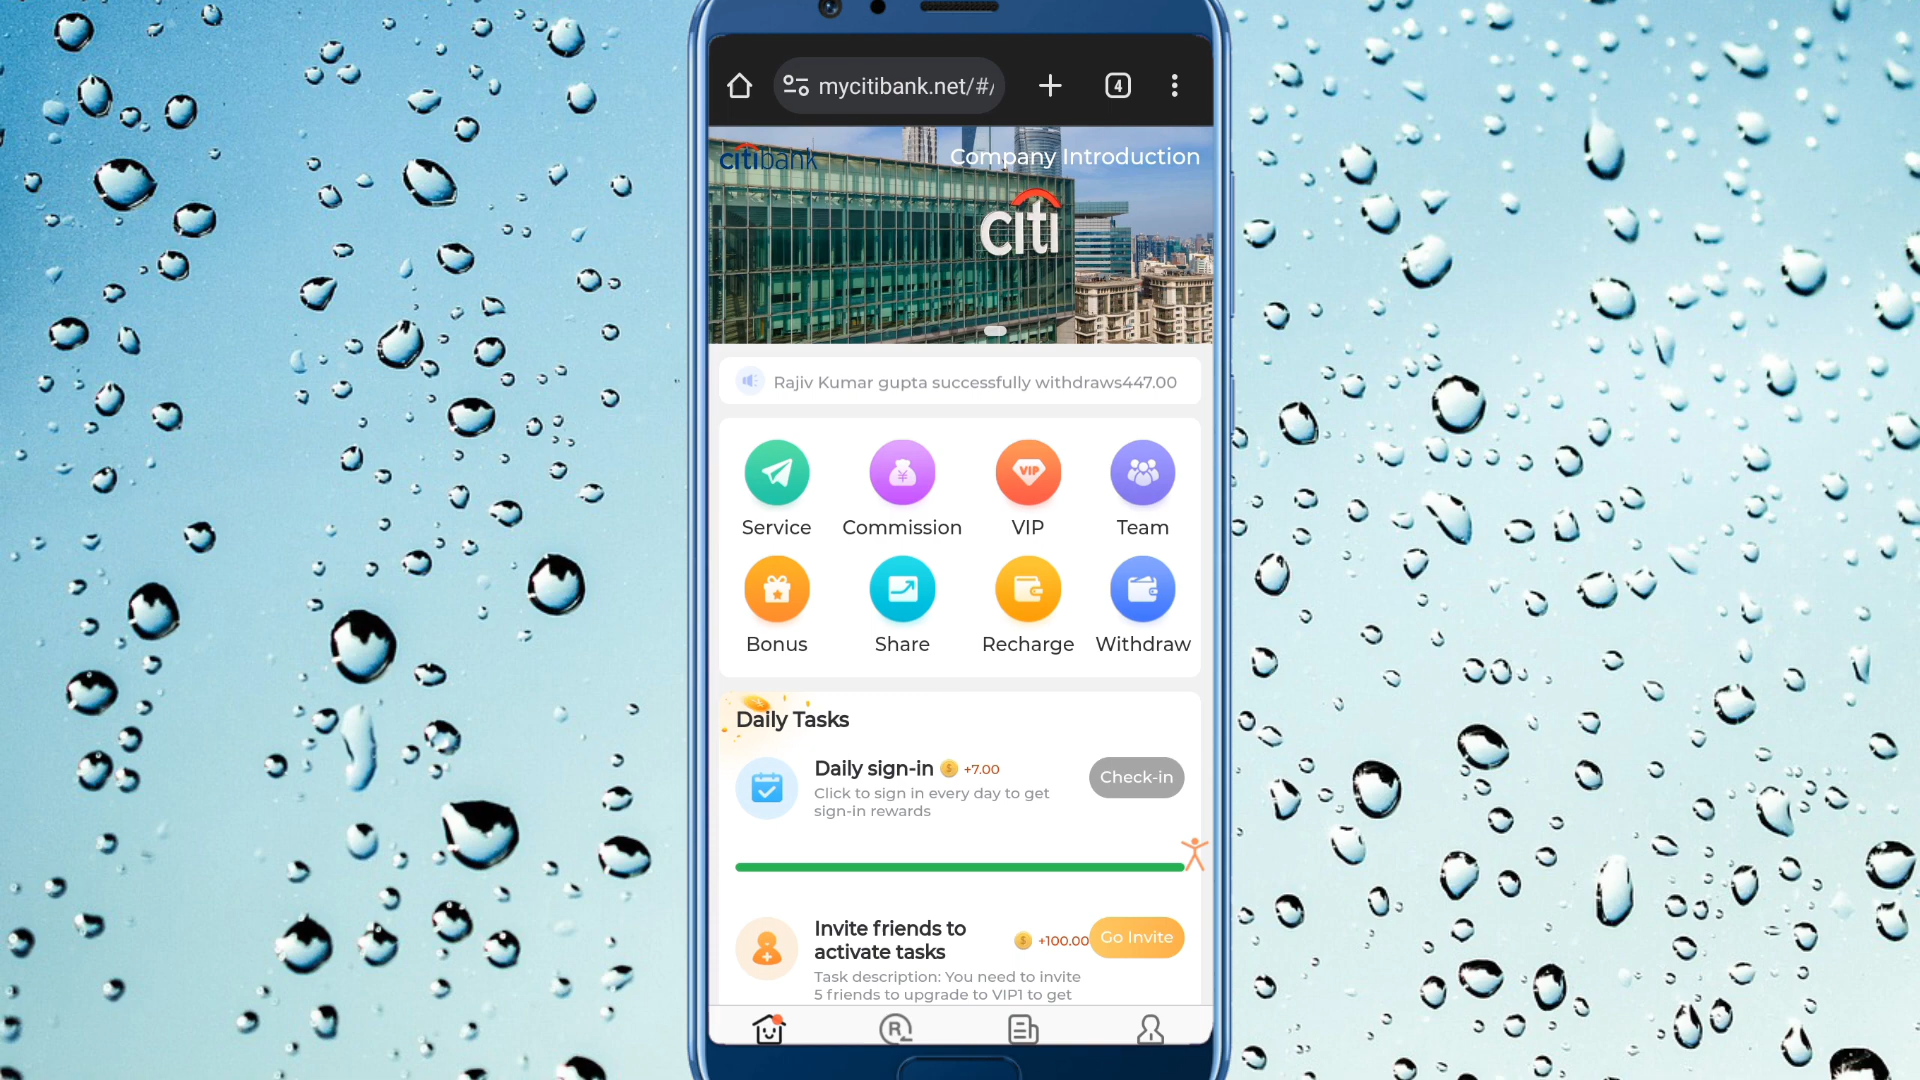 mycitibank.net/#/
4
citibank
Company Introduction
citi
Rajiv Kumar gupta successfully withdraws447.00
VIP
Service Commission VIP Team
Bonus Share Recharge Withdraw
Daily Tasks
Daily sign-in $ +7.00
Check-in
Click to sign in every day to get
sign-in rewards
Invite friends to
activate tasks
$ +100.00
Go Invite
Task description: You need to invite
5 friends to upgrade to VIP1 to get
R